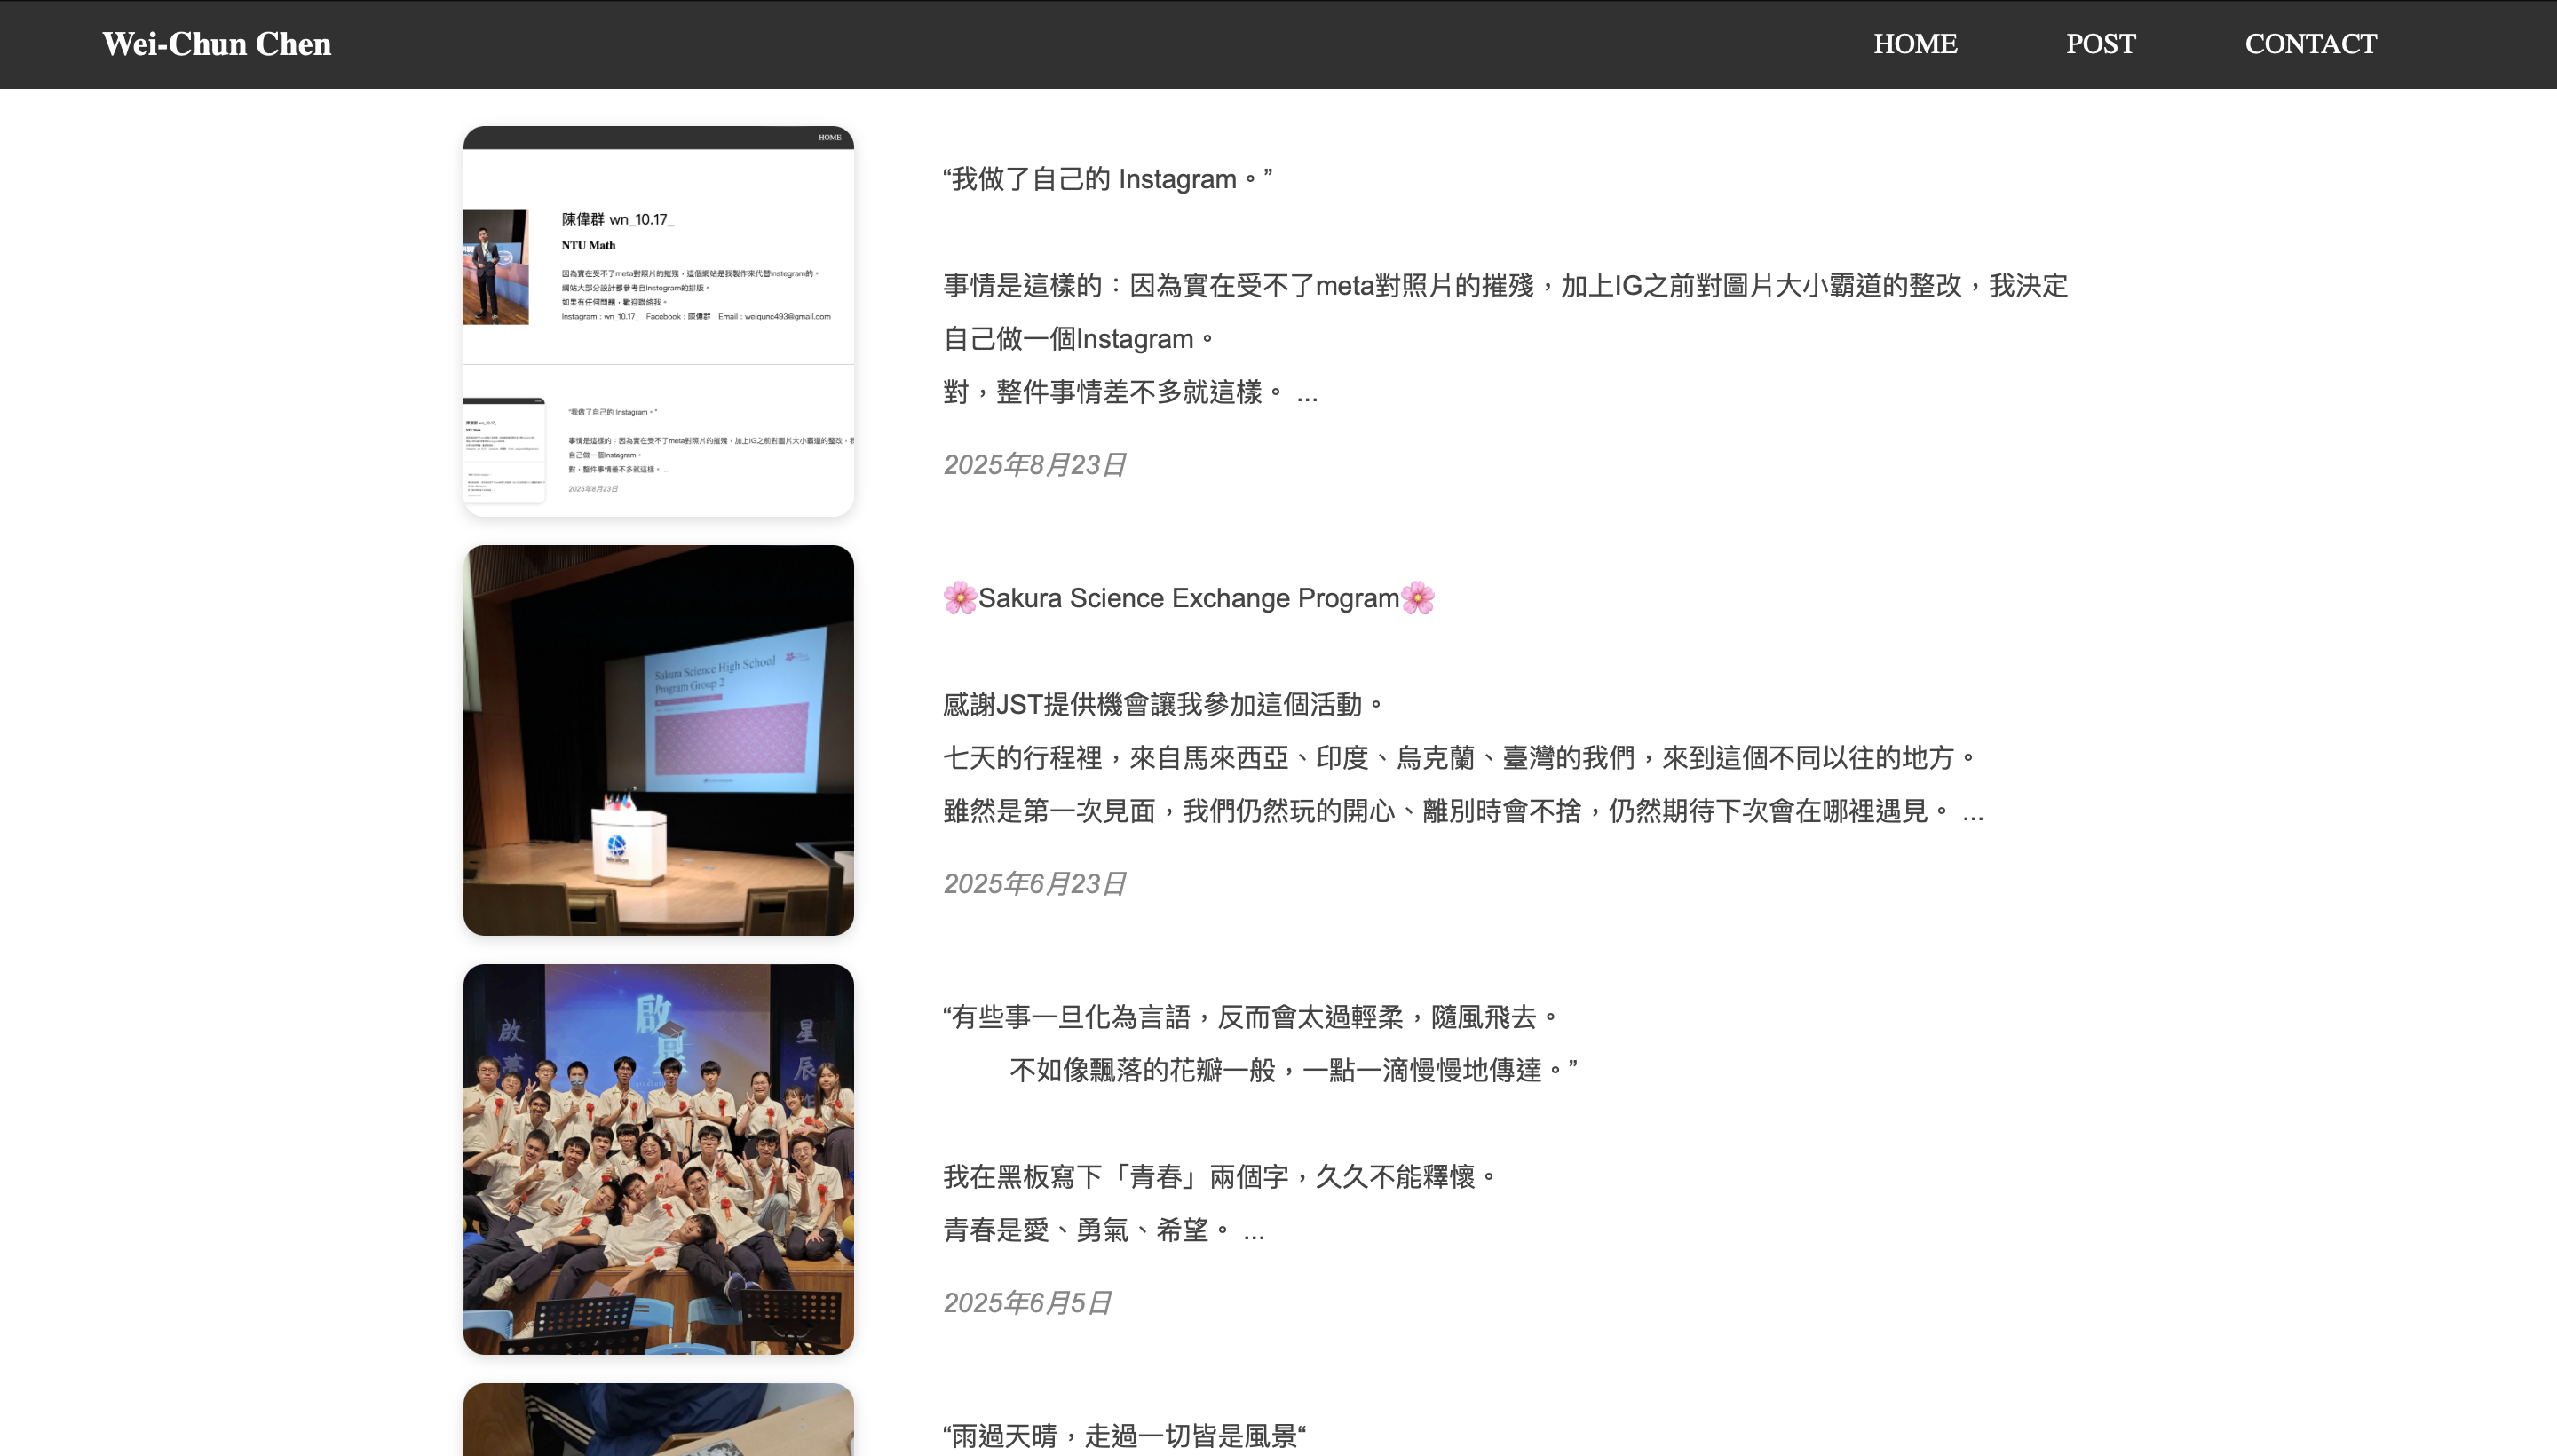 Wei-Chun Chen
HOME
POST
CONTACT
HOME
陳偉群 wn_10.17_
NTU Math
因為實在受不了meta對照片的摧殘，這個網站是我製作來代替Instagram的。
網站大部分設計都參考自Instagram的排版。
如果有任何問題，歡迎聯絡我。
Instagram：wn_10.17_ Facebook：陳偉群 Email：weiqunc493@gmail.com
“我做了自己的 Instagram。”
事情是這樣的：因為實在受不了meta對照片的摧殘，加上IG之前對圖片大小霸道的整改，我
自己做一個Instagram。
對，整件事情差不多就這樣。 ...
2025年8月23日
“我做了自己的 Instagram。”
事情是這樣的：因為實在受不了meta對照片的摧殘，加上IG之前對圖片大小霸道的整改，我決定
自己做一個Instagram。
對，整件事情差不多就這樣。 ...
2025年8月23日
Sakura Science High School
Program Group 2
🌸Sakura Science Exchange Program🌸
感謝JST提供機會讓我參加這個活動。
七天的行程裡，來自馬來西亞、印度、烏克蘭、臺灣的我們，來到這個不同以往的地方。
雖然是第一次見面，我們仍然玩的開心、離別時會不捨，仍然期待下次會在哪裡遇見。 ...
2025年6月23日
啟
星
辰
“有些事一旦化為言語，反而會太過輕柔，隨風飛去。
不如像飄落的花瓣一般，一點一滴慢慢地傳達。”
我在黑板寫下「青春」兩個字，久久不能釋懷。
青春是愛、勇氣、希望。 ...
2025年6月5日
“雨過天晴，走過一切皆是風景“